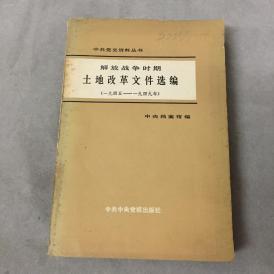 中共党史资料丛书
解放战争时期
土地改革文件选编
(一九四五——一九四九年)
中央档案馆编
中共中央党校出版社